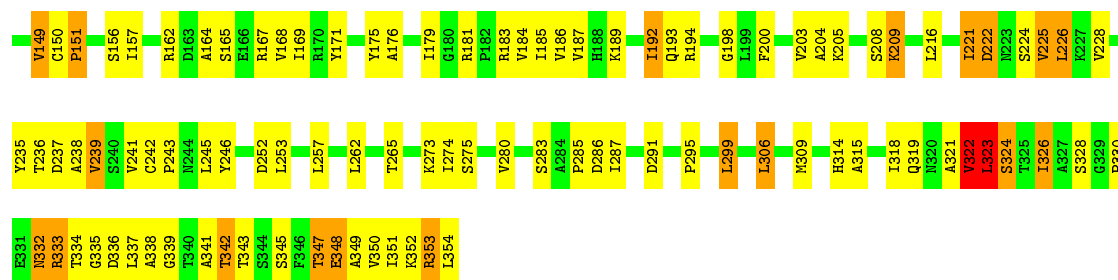 V149 C150 P151 S156 I157 R162 D163 A164 S165 E166 R167 V168 I169 R170 Y171 Y175 A176 I179 G180 R181 P182 R183 V184 I185 V186 V187 H188 K189 I192 Q193 R194 G198 L199 F200 V203 A204 K205 S208 K209 L216 I221 D222 N223 S224 V225 L226 K227 V228
Y235 T236 D237 A238 V239 S240 V241 C242 P243 N244 L245 Y246 D252 L253 L257 L262 T265 K273 I274 S275 V280 S283 A284 P285 D286 I287 D291 P295 L299 L306 M309 H314 A315 I318 Q319 N320 A321 V322 L323 S324 T325 I326 A327 S328 G329
E331 N332 R333 T334 G335 D336 L337 A338 G339 T340 A341 T342 T343 S344 S345 F346 T347 E348 A349 V350 I351 K352 R353 L354